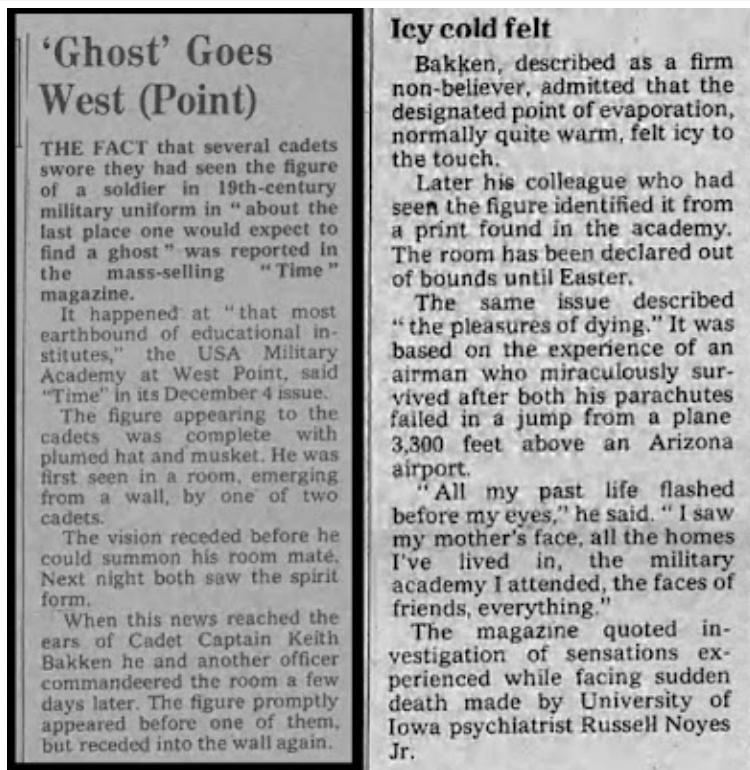 'Ghost' Goes
West (Point)
THE FACT that several cadets
swore they had seen the figure
of a soldier in 19th-century
military uniform in "about the
last place one would expect to
find a ghost" was reported in
the mass-selling "Time"
magazine.
It happened at "that most
earthbound of educational in-
stitutes," the USA Military
Academy at West Point, said
"Time" in its December 4 issue.
The figure appearing to the
cadets was complete with
plumed hat and musket. He was
first seen in a room, emerging
from a wall, by one of two
cadets.
The vision receded before he
could summon his room mate.
Next night both saw the spirit
form.
When this news reached the
ears of Cadet Captain Keith
Bakken he and another officer
commandeered the room a few
days later. The figure promptly
appeared before one of them,
but receded into the wall again.
Icy cold felt
Bakken, described as a firm
non-believer, admitted that the
designated point of evaporation,
normally quite warm, felt icy to
the touch.
Later his colleague who had
seen the figure identified it from
a print found in the academy.
The room has been declared out
of bounds until Easter.
The same issue described
"the pleasures of dying." It was
based on the experience of an
airman who miraculously sur-
vived after both his parachutes
failed in a jump from a plane
3,300 feet above an Arizona
airport.
"All my past life flashed
before my eyes," he said. "I saw
my mother's face, all the homes
I've lived in, the military
academy I attended, the faces of
friends, everything."
The magazine quoted in-
vestigation of sensations ex-
perienced while facing sudden
death made by University of
Iowa psychiatrist Russell Noyes
Jr.